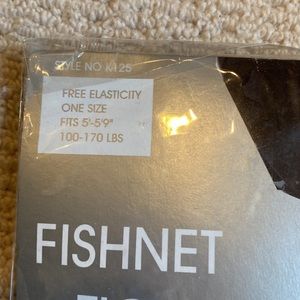 STYLE NO K125
FREE ELASTICITY
ONE SIZE
FITS 5'-5'9"
100-170 LBS
FISHNET